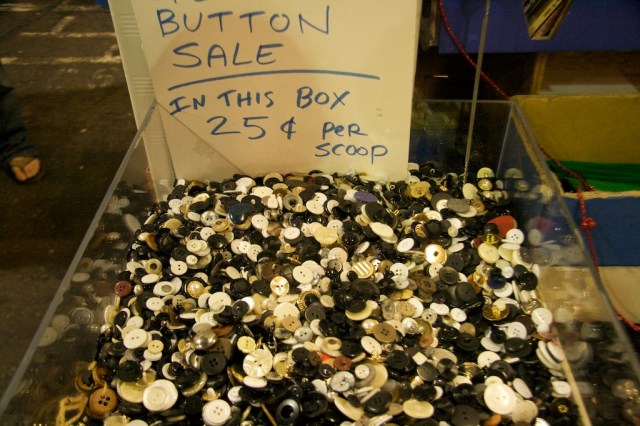 BUTTON
SALE
IN THIS BOX
25¢ PER
SCOOP